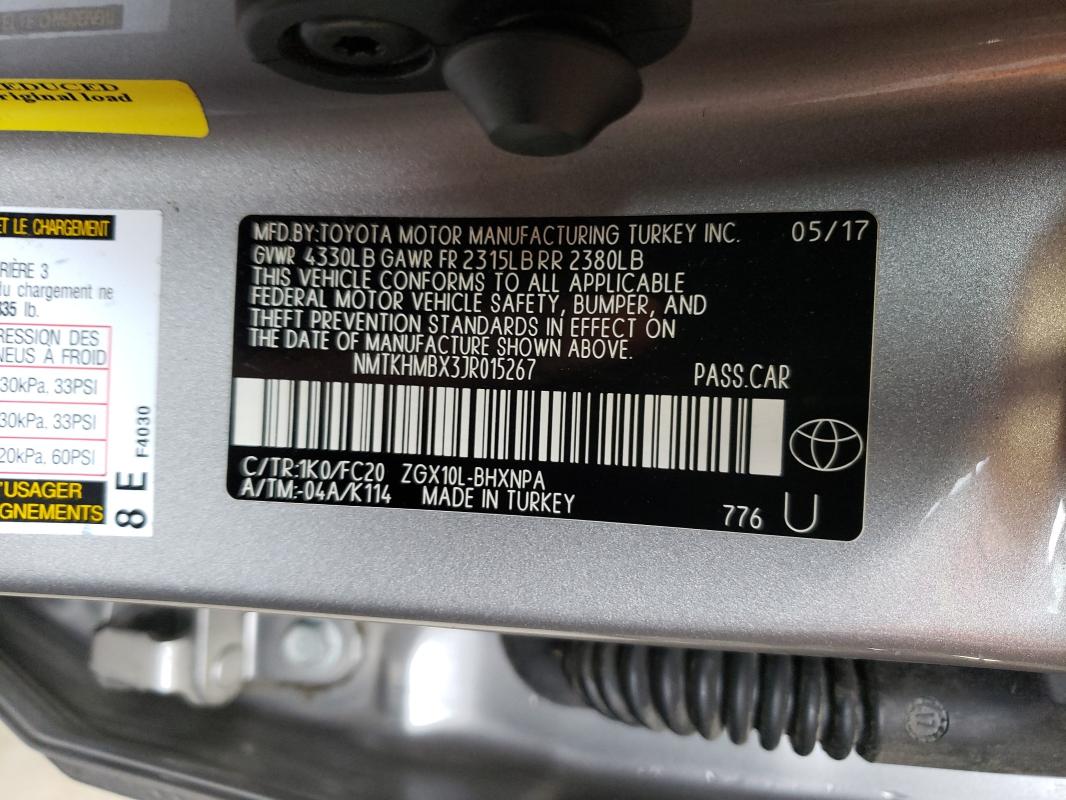 REDUCED
original load
ET LE CHARGEMENT
RIÈRE 3
du chargement ne
835 lb.
RESSION DES
NEUS A FROID
30kPa. 33PSI
30kPa. 33PSI
20kPa. 60PSI
'USAGER
GNEMENTS
8 E F4030
MFD.BY:TOYOTA MOTOR MANUFACTURING TURKEY INC. 05/17
GVWR 4330LB GAWR FR 2315LB RR 2380LB
THIS VEHICLE CONFORMS TO ALL APPLICABLE
FEDERAL MOTOR VEHICLE SAFETY, BUMPER, AND
THEFT PREVENTION STANDARDS IN EFFECT ON
THE DATE OF MANUFACTURE SHOWN ABOVE.
NMTKHMBX3JR015267 PASS.CAR
C/TR:1K0/FC20 ZGX10L-BHXNPA
A/TM:-04A/K114 MADE IN TURKEY
776 U
17